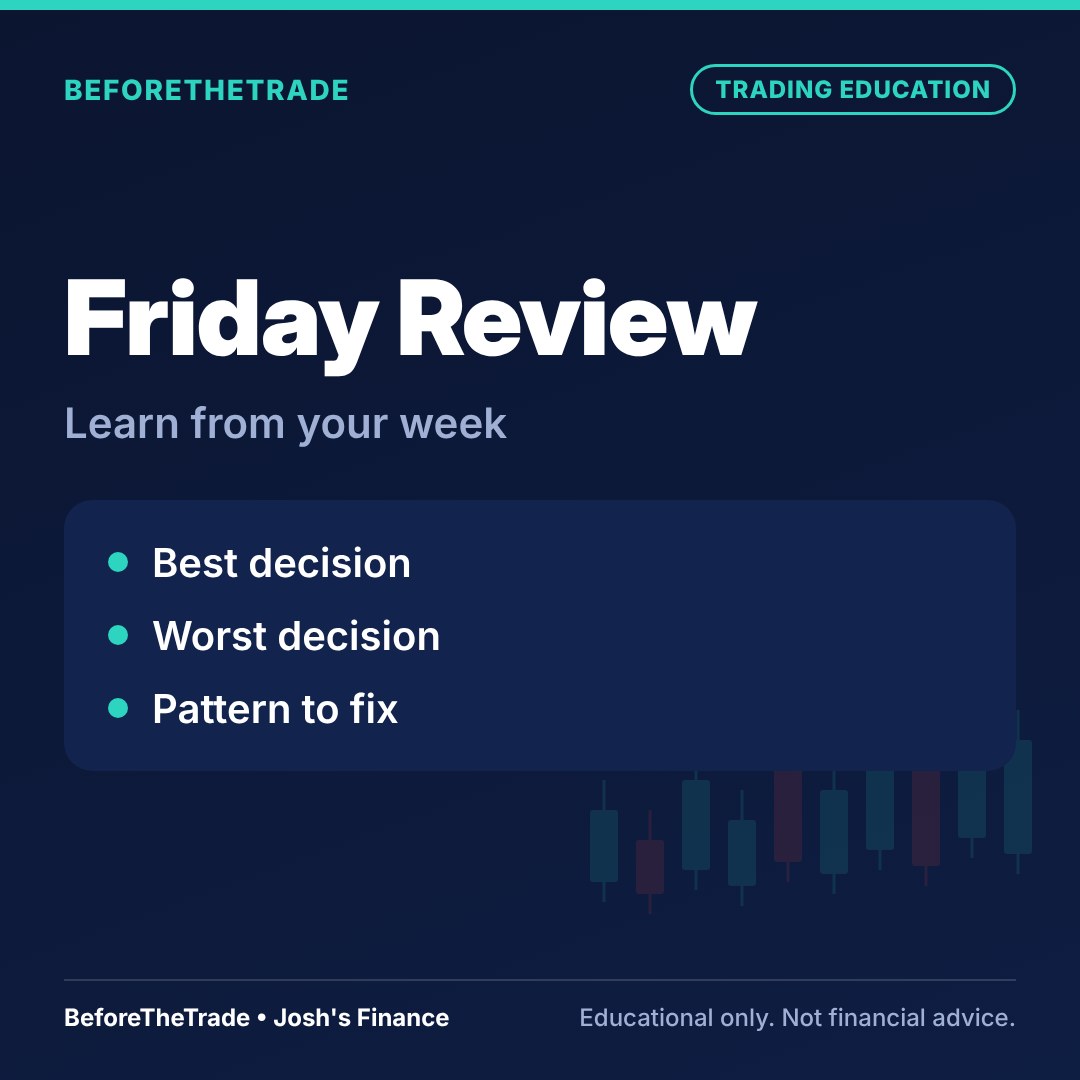 BEFORETHETRADE
TRADING EDUCATION
Friday Review
Learn from your week
Best decision
Worst decision
Pattern to fix
BeforeTheTrade • Josh's Finance
Educational only. Not financial advice.